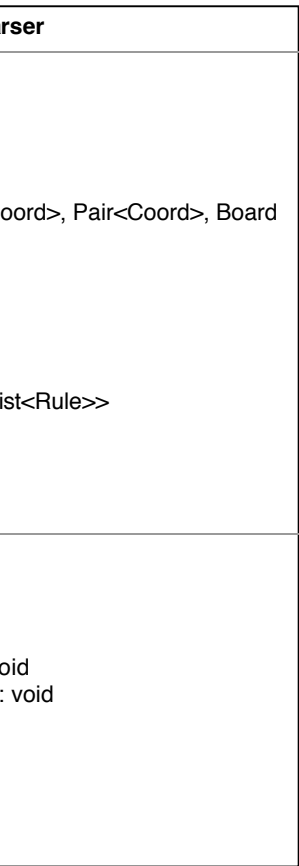 rser
oord>, Pair<Coord>, Board
ist<Rule>>
oid
: void